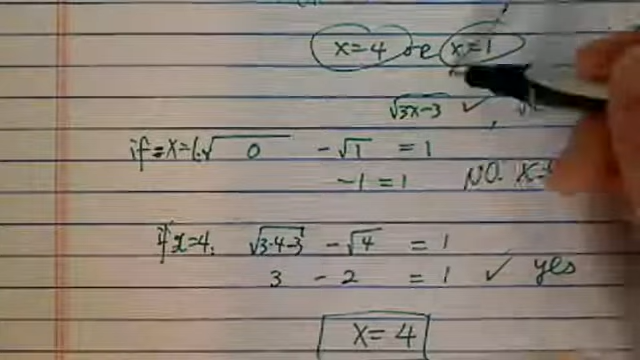 x=4 or x=1
√3x-3 ✓
if x=1. √0 - √1 = 1
-1 = 1 NO.
if x=4. √3·4-3 - √4 = 1
3 - 2 = 1 ✓ yes
x=4